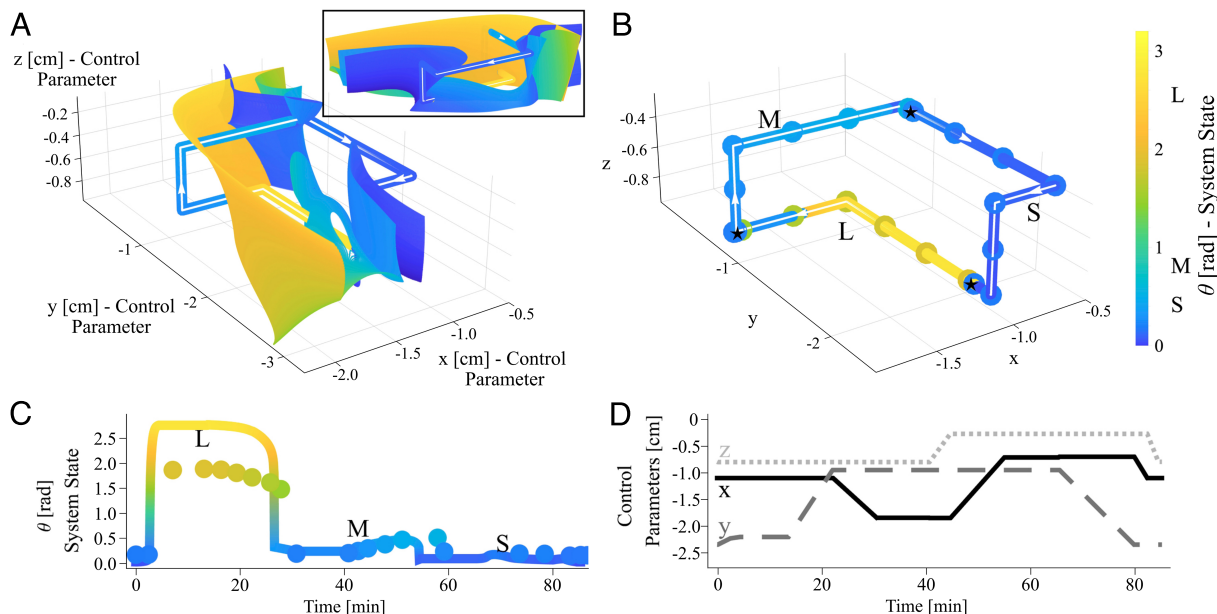 A
z [cm] - Control
Parameter
-0.2
-0.4
-0.6
-0.8
-1
-2
-3
y [cm] - Control
Parameter
-2.0
-1.5
-1.0
-0.5
x [cm] - Control
Parameter
B
z
-0.4
-0.6
-0.8
M
L
S
-1
-2
y
-1.5
-1.0
-0.5
x
3
2
1
0
L
M
S
θ [rad] - System State
C
θ [rad]
System State
2.5
2.0
1.5
1.0
0.5
0.0
L
M
S
0
20
40
60
80
Time [min]
D
Control
Parameters [cm]
0
-0.5
-1.0
-1.5
-2.0
-2.5
z
x
y
0
20
40
60
80
Time [min]